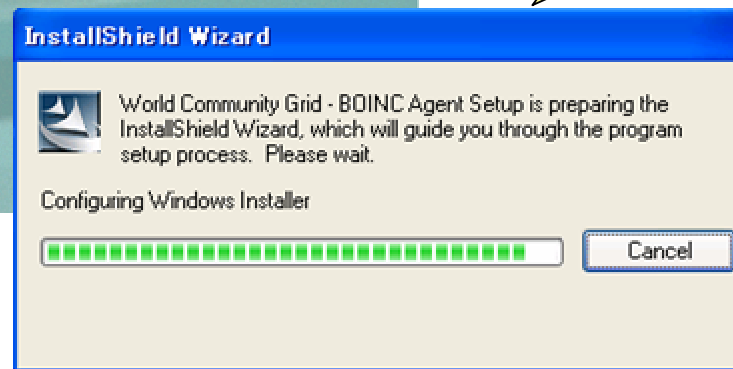 InstallShield Wizard
World Community Grid - BOINC Agent Setup is preparing the
InstallShield Wizard, which will guide you through the program
setup process.  Please wait.
Configuring Windows Installer
Cancel